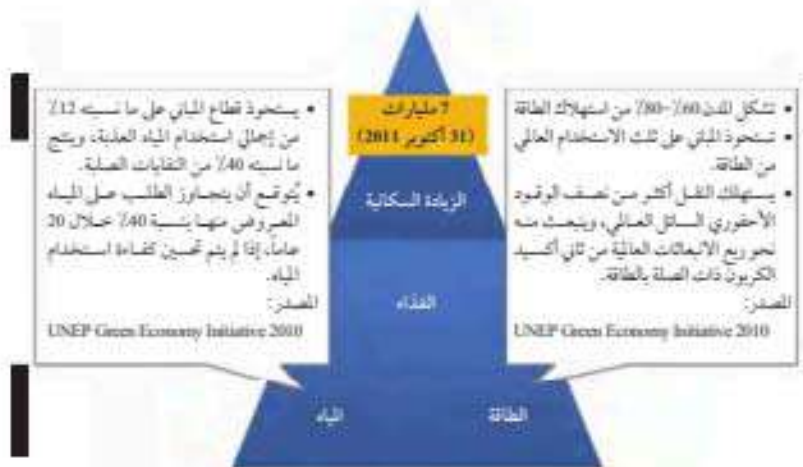 7 مليارات
(31 أكتوبر 2011)
الزيادة السكانية
الغذاء
الطاقة
المياه
• تشكل المدن 60٪-80٪ من استهلاك الطاقة
• تستحوذ المباني على ثلث الاستخدام العالمي
من الطاقة.
• يستهلك النقل أكثر من نصف الوقود
الأحفوري السائل العالمي، وينبعث منه
نحو ربع الانبعاثات العالمية من ثاني أكسيد
الكربون ذات الصلة بالطاقة.
المصدر:
UNEP Green Economy Initiative 2010
• يستحوذ قطاع المباني على ما نسبته 12٪
من إجمالي استخدام المياه العذبة، وينتج
ما نسبته 40٪ من النفايات الصلبة.
• يُتوقع أن يتجاوز الطلب على المياه
المعروض منها بنسبة 40٪ خلال 20
عاماً، إذا لم يتم تحسين كفاءة استخدام
المياه.
المصدر:
UNEP Green Economy Initiative 2010